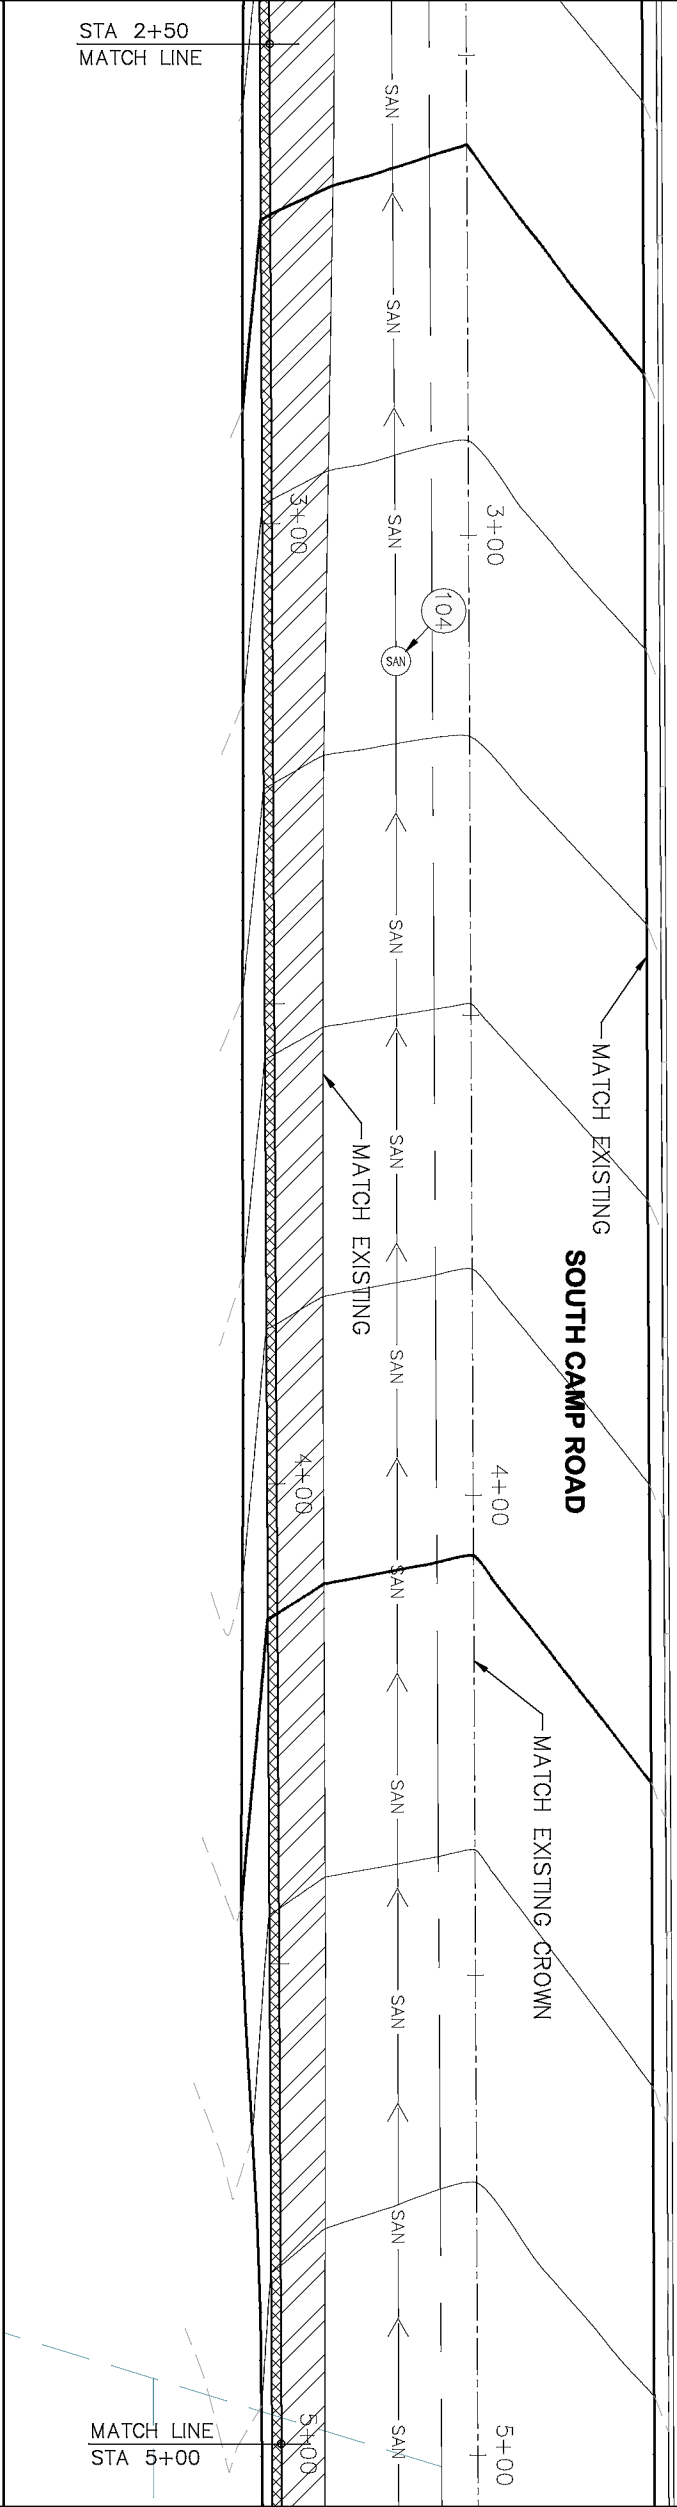 STA 2+50
MATCH LINE
SAN
SAN
3+00
3+00
SAN
104
SAN
SAN
MATCH EXISTING
SAN
MATCH EXISTING
SOUTH CAMP ROAD
SAN
4+00
4+00
SAN
MATCH EXISTING CROWN
SAN
SAN
SAN
MATCH LINE
STA 5+00
5+00
SAN
5+00